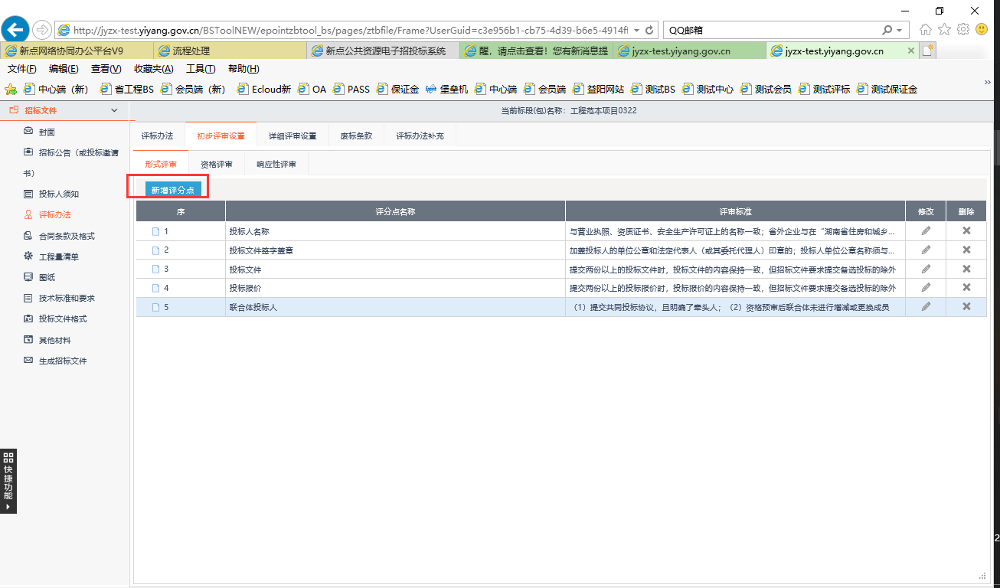 http://jyzx-test.yiyang.gov.cn/BSToolNEW/epointzbtool_bs/pages/ztbfile/Frame?UserGuid=c3e956b1-cb75-4d39-b6e5-4914f
QQ邮箱
新点网络协同办公平台V9
流程处理
新点公共资源电子招投标系统
醒，请点击查看！您有新消息提
jyzx-test.yiyang.gov.cn
jyzx-test.yiyang.gov.cn
文件(F) 编辑(E) 查看(V) 收藏夹(A) 工具(T) 帮助(H)
中心端（新） 省工程BS 会员端（新） Ecloud新 OA PASS 保证金 堡垒机 中心端 会员端 益阳网站 测试BS 测试中心 测试会员 测试评标 测试保证金
招标文件
当前标段(包)名称：工程范本项目0322
封面
招标公告（或投标邀请
书）
投标人须知
评标办法
合同条款及格式
工程量清单
图纸
技术标准和要求
投标文件格式
其他材料
生成招标文件
快捷功能
评标办法 初步评审设置 详细评审设置 废标条款 评标办法补充
形式评审 资格评审 响应性评审
新增评分点
序 评分点名称 评审标准 修改 删除
1 投标人名称 与营业执照、资质证书、安全生产许可证上的名称一致；省外企业与在“湖南省住房和城乡...
2 投标文件签字盖章 加盖投标人的单位公章和法定代表人（或其委托代理人）印章的；投标人单位公章名称须与...
3 投标文件 提交两份以上的投标文件时，投标文件的内容保持一致，但招标文件要求提交备选投标的除外
4 投标报价 提交两份以上的投标报价时，投标报价的内容保持一致，但招标文件要求提交备选投标的除外
5 联合体投标人 （1）提交共同投标协议，且明确了牵头人；（2）资格预审后联合体未进行增减或更换成员
2